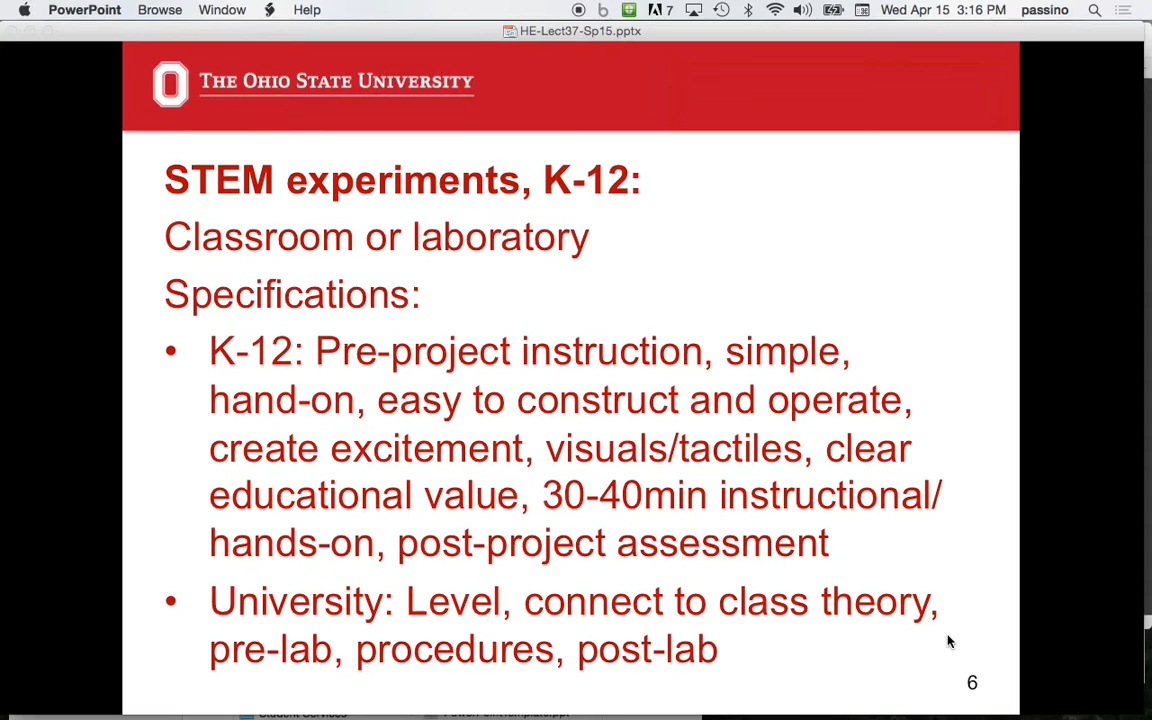 PowerPoint Browse Window Help 7 Wed Apr 15 3:16 PM passino
HE-Lect37-Sp15.pptx
THE OHIO STATE UNIVERSITY
STEM experiments, K-12:
Classroom or laboratory
Specifications:
• K-12: Pre-project instruction, simple,
hand-on, easy to construct and operate,
create excitement, visuals/tactiles, clear
educational value, 30-40min instructional/
hands-on, post-project assessment
• University: Level, connect to class theory,
pre-lab, procedures, post-lab
6